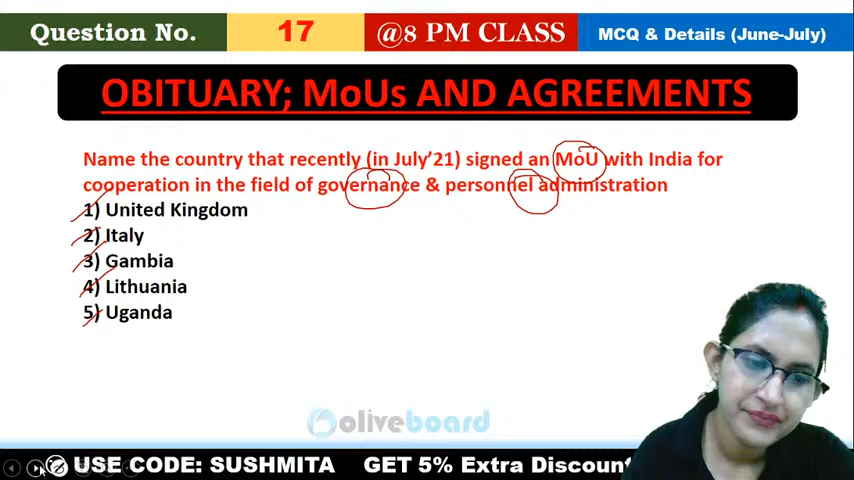 Question No.
17
@8 PM CLASS
MCQ & Details (June-July)
OBITUARY; MoUs AND AGREEMENTS
Name the country that recently (in July'21) signed an MoU with India for
cooperation in the field of governance & personnel administration
1) United Kingdom
2) Italy
3) Gambia
4) Lithuania
5) Uganda
oliveboard
USE CODE: SUSHMITA GET 5% Extra Discount